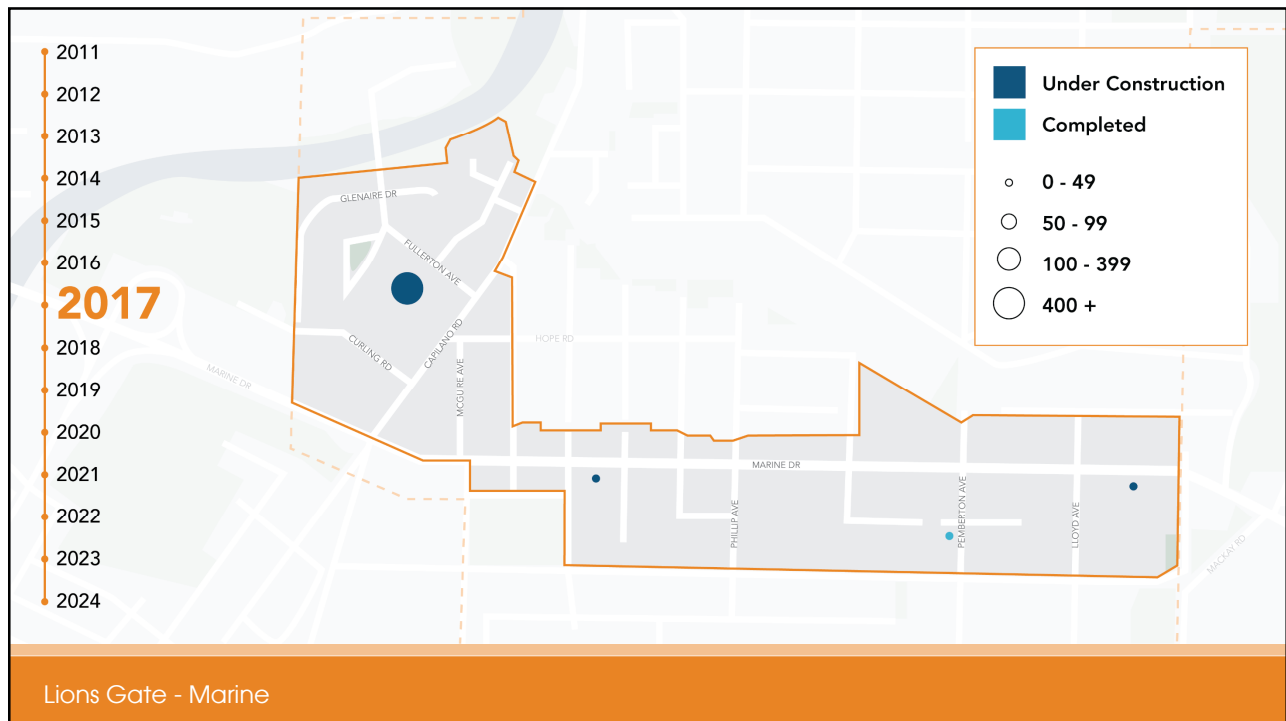 2011
2012
2013
2014
2015
2016
2017
2018
2019
2020
2021
2022
2023
2024
Under Construction
Completed
0 - 49
50 - 99
100 - 399
400 +
GLENAIRE DR
FULLERTON AVE
CAPILANO RD
CURLING RD
MARINE DR
MCGUIRE AVE
HOPE RD
MARINE DR
PHILLIP AVE
PEMBERTON AVE
LLOYD AVE
MACKAY RD
Lions Gate - Marine